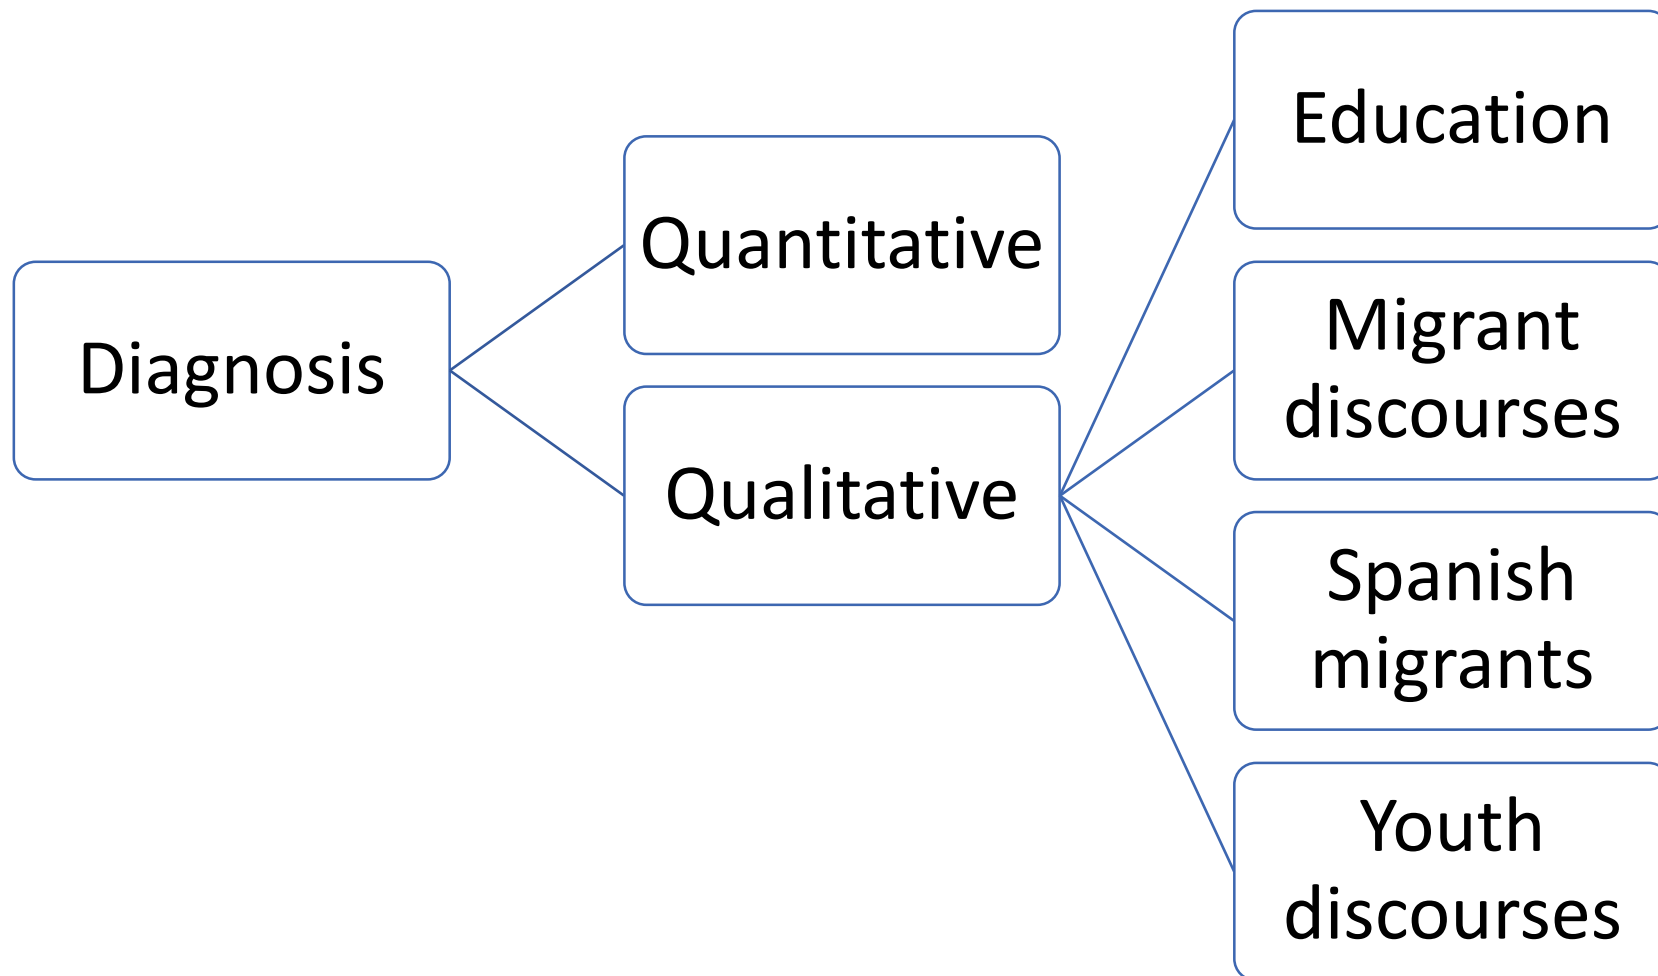 Diagnosis
Quantitative
Qualitative
Education
Migrant
discourses
Spanish
migrants
Youth
discourses